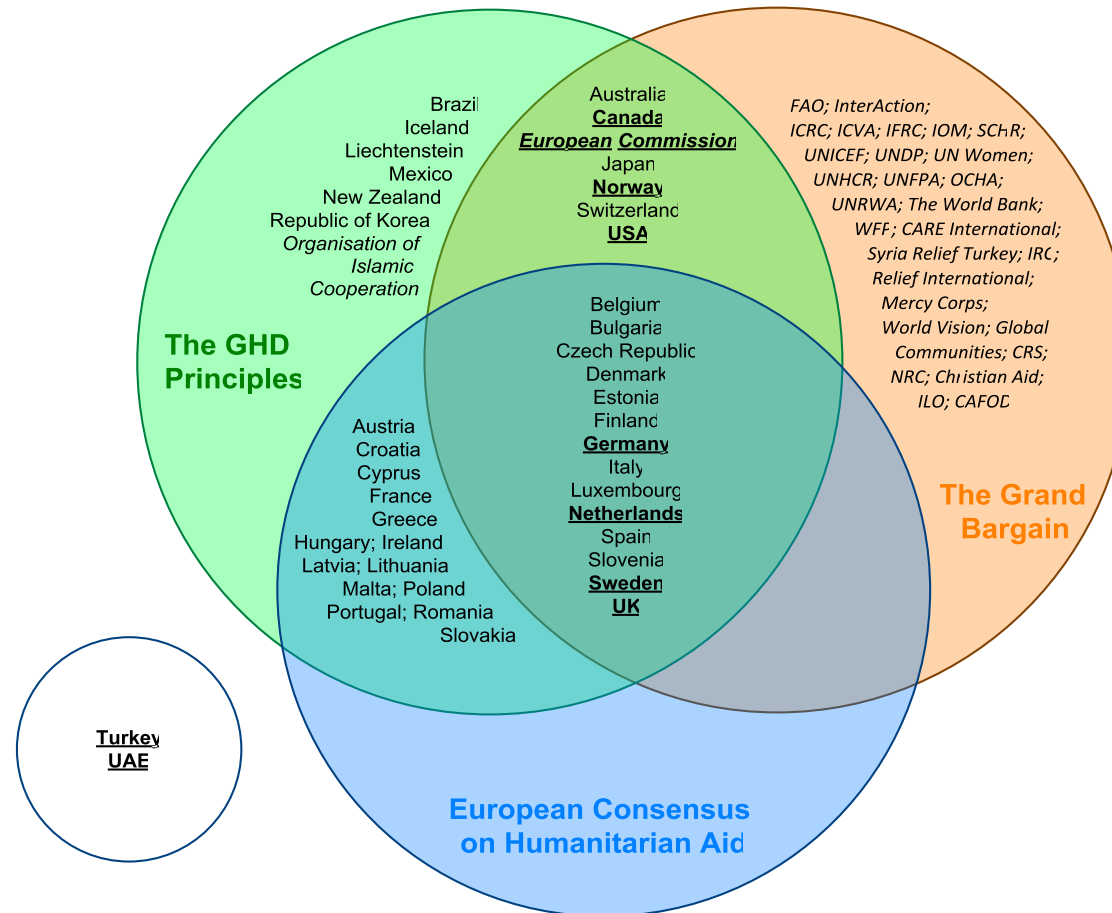 Brazil
Iceland
Liechtenstein
Mexico
New Zealand
Republic of Korea
Organisation of
Islamic
Cooperation
The GHD
Principles
Australia
Canada
European Commission
Japan
Norway
Switzerland
USA
FAO; InterAction;
ICRC; ICVA; IFRC; IOM; SCHR;
UNICEF; UNDP; UN Women;
UNHCR; UNFPA; OCHA;
UNRWA; The World Bank;
WFP; CARE International;
Syria Relief Turkey; IRC;
Relief International;
Mercy Corps;
World Vision; Global
Communities; CRS;
NRC; Christian Aid;
ILO; CAFOD
The Grand
Bargain
Belgium
Bulgaria
Czech Republic
Denmark
Estonia
Finland
Germany
Italy
Luxembourg
Netherlands
Spain
Slovenia
Sweden
UK
Austria
Croatia
Cyprus
France
Greece
Hungary; Ireland
Latvia; Lithuania
Malta; Poland
Portugal; Romania
Slovakia
Turkey
UAE
European Consensus
on Humanitarian Aid